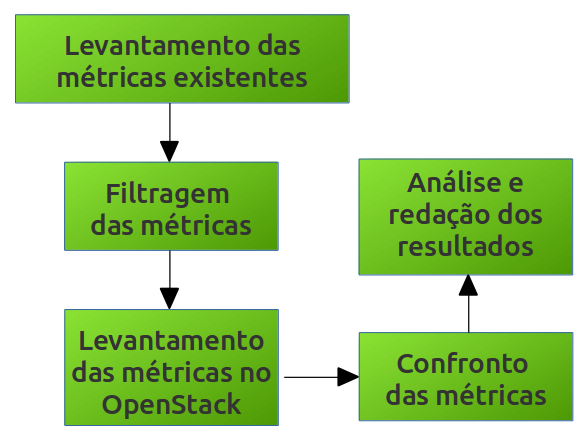 Levantamento das
métricas existentes
Filtragem
das métricas
Levantamento
das métricas no
OpenStack
Confronto
das métricas
Análise e
redação dos
resultados